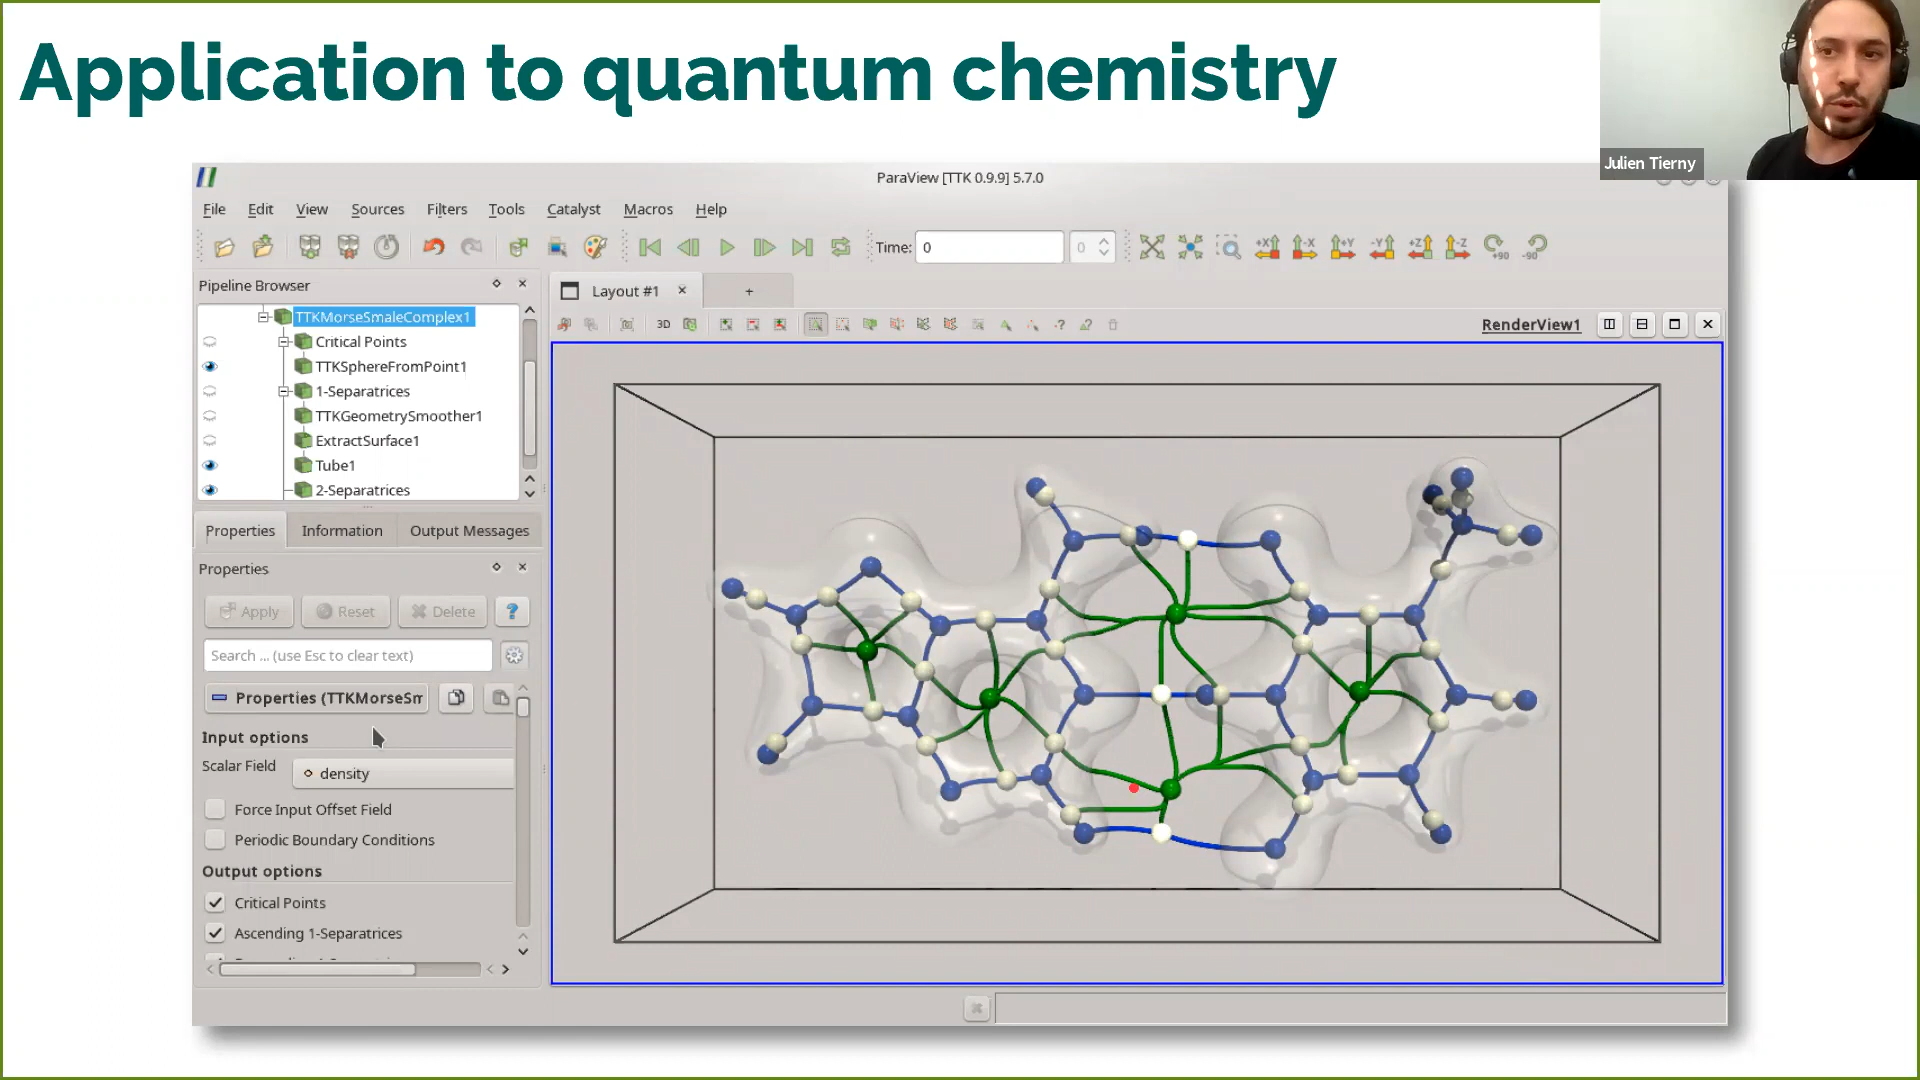 Application to quantum chemistry
Julien Tierny
ParaView [TTK 0.9.9] 5.7.0
File Edit View Sources Filters Tools Catalyst Macros Help
Time: 0 0 +X -X +Y -Y +Z -Z +90 -90
Pipeline Browser
Layout #1
+
TTKMorseSmaleComplex1
3D
RenderView1
Critical Points
TTKSphereFromPoint1
1-Separatrices
TTKGeometrySmoother1
ExtractSurface1
Tube1
2-Separatrices
Properties Information Output Messages
Properties
Apply Reset Delete ?
Search ... (use Esc to clear text)
Properties (TTKMorseSm
Input options
Scalar Field density
Force Input Offset Field
Periodic Boundary Conditions
Output options
Critical Points
Ascending 1-Separatrices